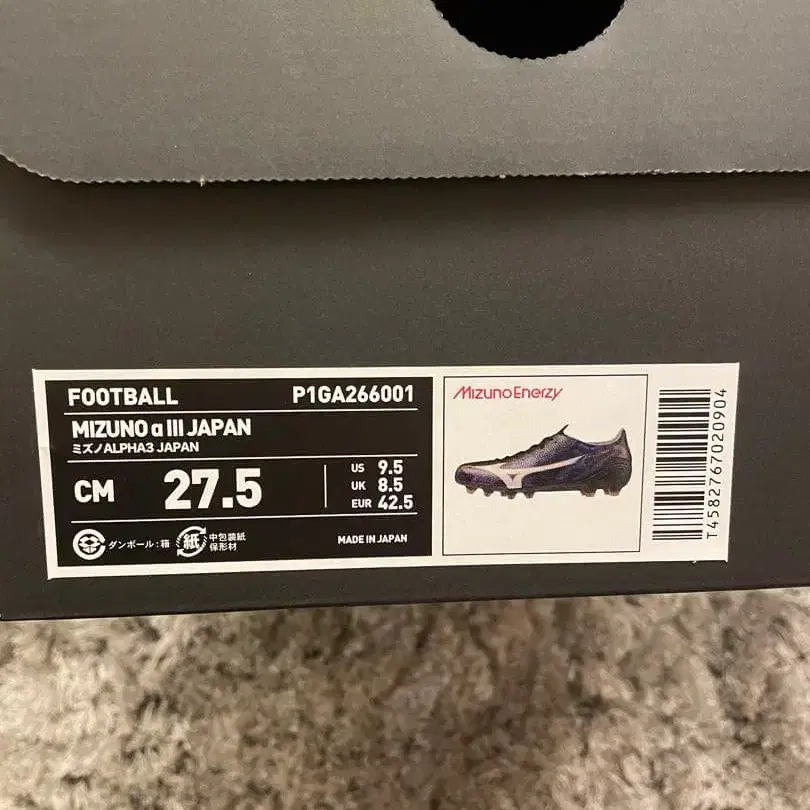 FOOTBALL P1GA266001
MIZUNO α III JAPAN
ミズノALPHA3 JAPAN
CM 27.5
US 9.5
UK 8.5
EUR 42.5
ダンボール:箱
紙
中包装紙
保形材
MADE IN JAPAN
MizunoEnerzy
T4582767020904